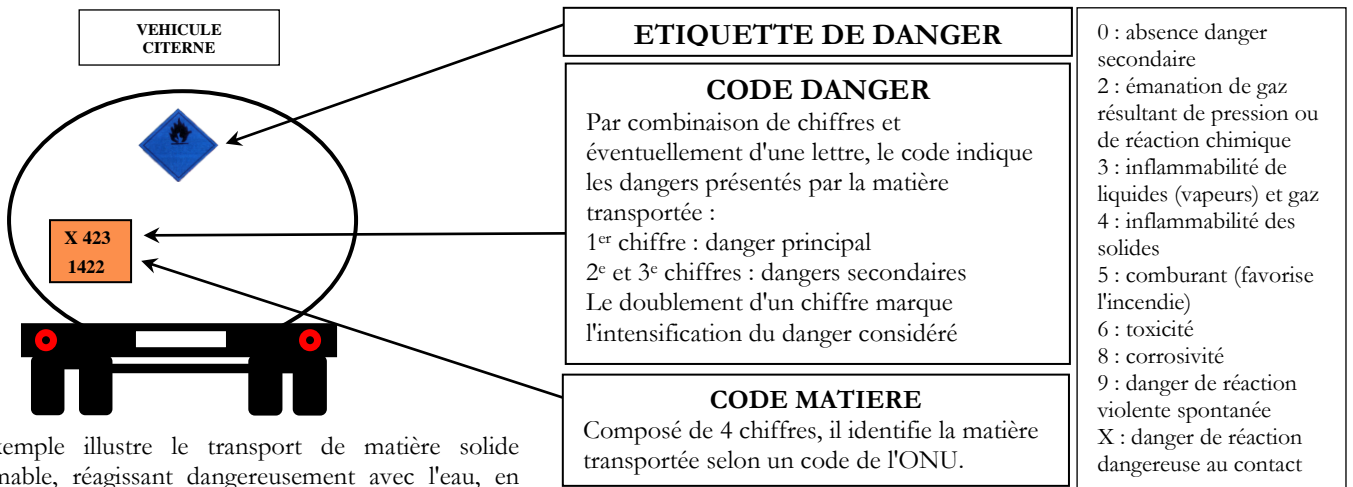 VEHICULE
CITERNE
X 423
1422
ETIQUETTE DE DANGER
CODE DANGER
Par combinaison de chiffres et
éventuellement d'une lettre, le code indique
les dangers présentés par la matière
transportée :
1er chiffre : danger principal
2e et 3e chiffres : dangers secondaires
Le doublement d'un chiffre marque
l'intensification du danger considéré
CODE MATIERE
Composé de 4 chiffres, il identifie la matière
transportée selon un code de l'ONU.
0 : absence danger
secondaire
2 : émanation de gaz
résultant de pression ou
de réaction chimique
3 : inflammabilité de
liquides (vapeurs) et gaz
4 : inflammabilité des
solides
5 : comburant (favorise
l'incendie)
6 : toxicité
8 : corrosivité
9 : danger de réaction
violente spontanée
X : danger de réaction
dangereuse au contact
illustre le transport de matière solide
réagissant dangereusement avec l'eau, en